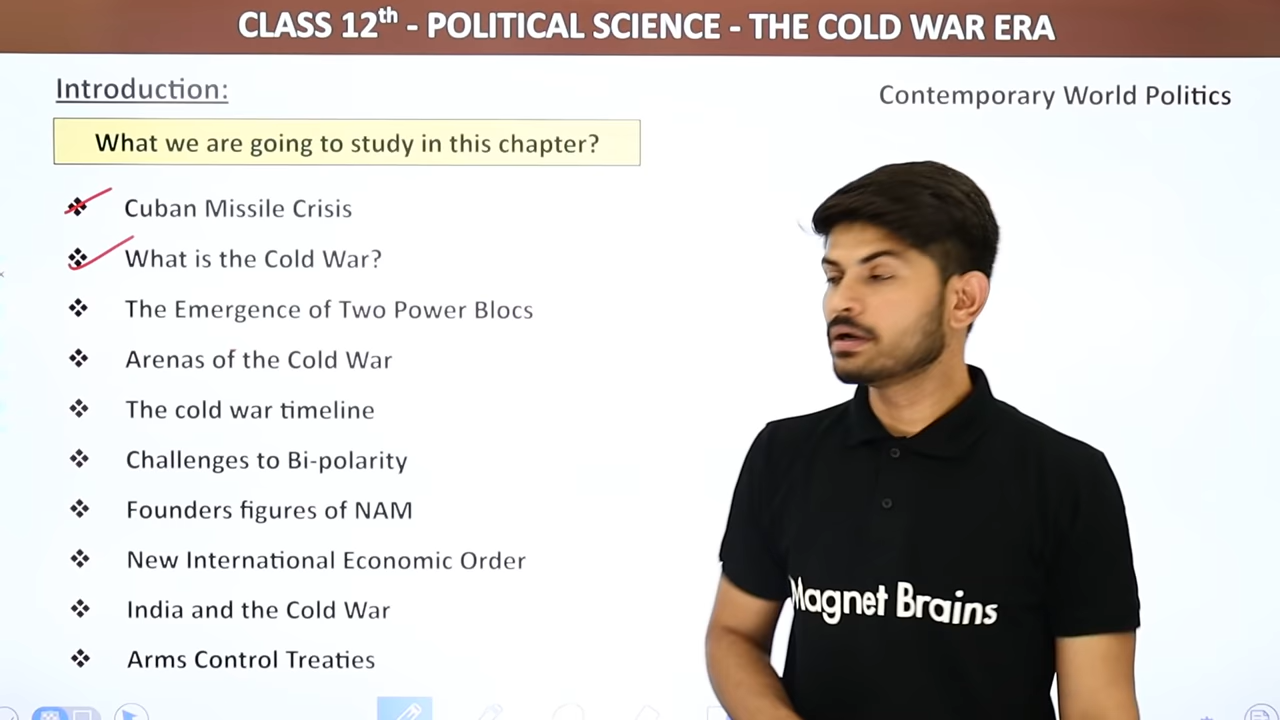 CLASS 12th - POLITICAL SCIENCE - THE COLD WAR ERA
Introduction:
Contemporary World Politics
What we are going to study in this chapter?
Cuban Missile Crisis
What is the Cold War?
The Emergence of Two Power Blocs
Arenas of the Cold War
The cold war timeline
Challenges to Bi-polarity
Founders figures of NAM
New International Economic Order
India and the Cold War
Arms Control Treaties
Magnet Brains